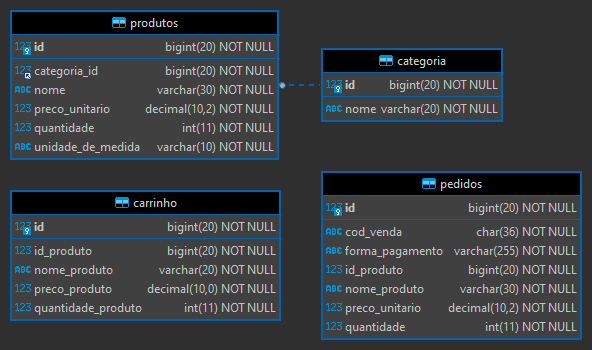 produtos
123 id bigint(20) NOT NULL
123 categoria_id bigint(20) NOT NULL
ABC nome varchar(30) NOT NULL
123 preco_unitario decimal(10,2) NOT NULL
123 quantidade int(11) NOT NULL
ABC unidade_de_medida varchar(10) NOT NULL
categoria
123 id bigint(20) NOT NULL
ABC nome varchar(20) NOT NULL
carrinho
123 id bigint(20) NOT NULL
123 id_produto bigint(20) NOT NULL
ABC nome_produto varchar(20) NOT NULL
123 preco_produto decimal(10,0) NOT NULL
123 quantidade_produto int(11) NOT NULL
pedidos
123 id bigint(20) NOT NULL
ABC cod_venda char(36) NOT NULL
ABC forma_pagamento varchar(255) NOT NULL
123 id_produto bigint(20) NOT NULL
ABC nome_produto varchar(30) NOT NULL
123 preco_unitario decimal(10,2) NOT NULL
123 quantidade int(11) NOT NULL